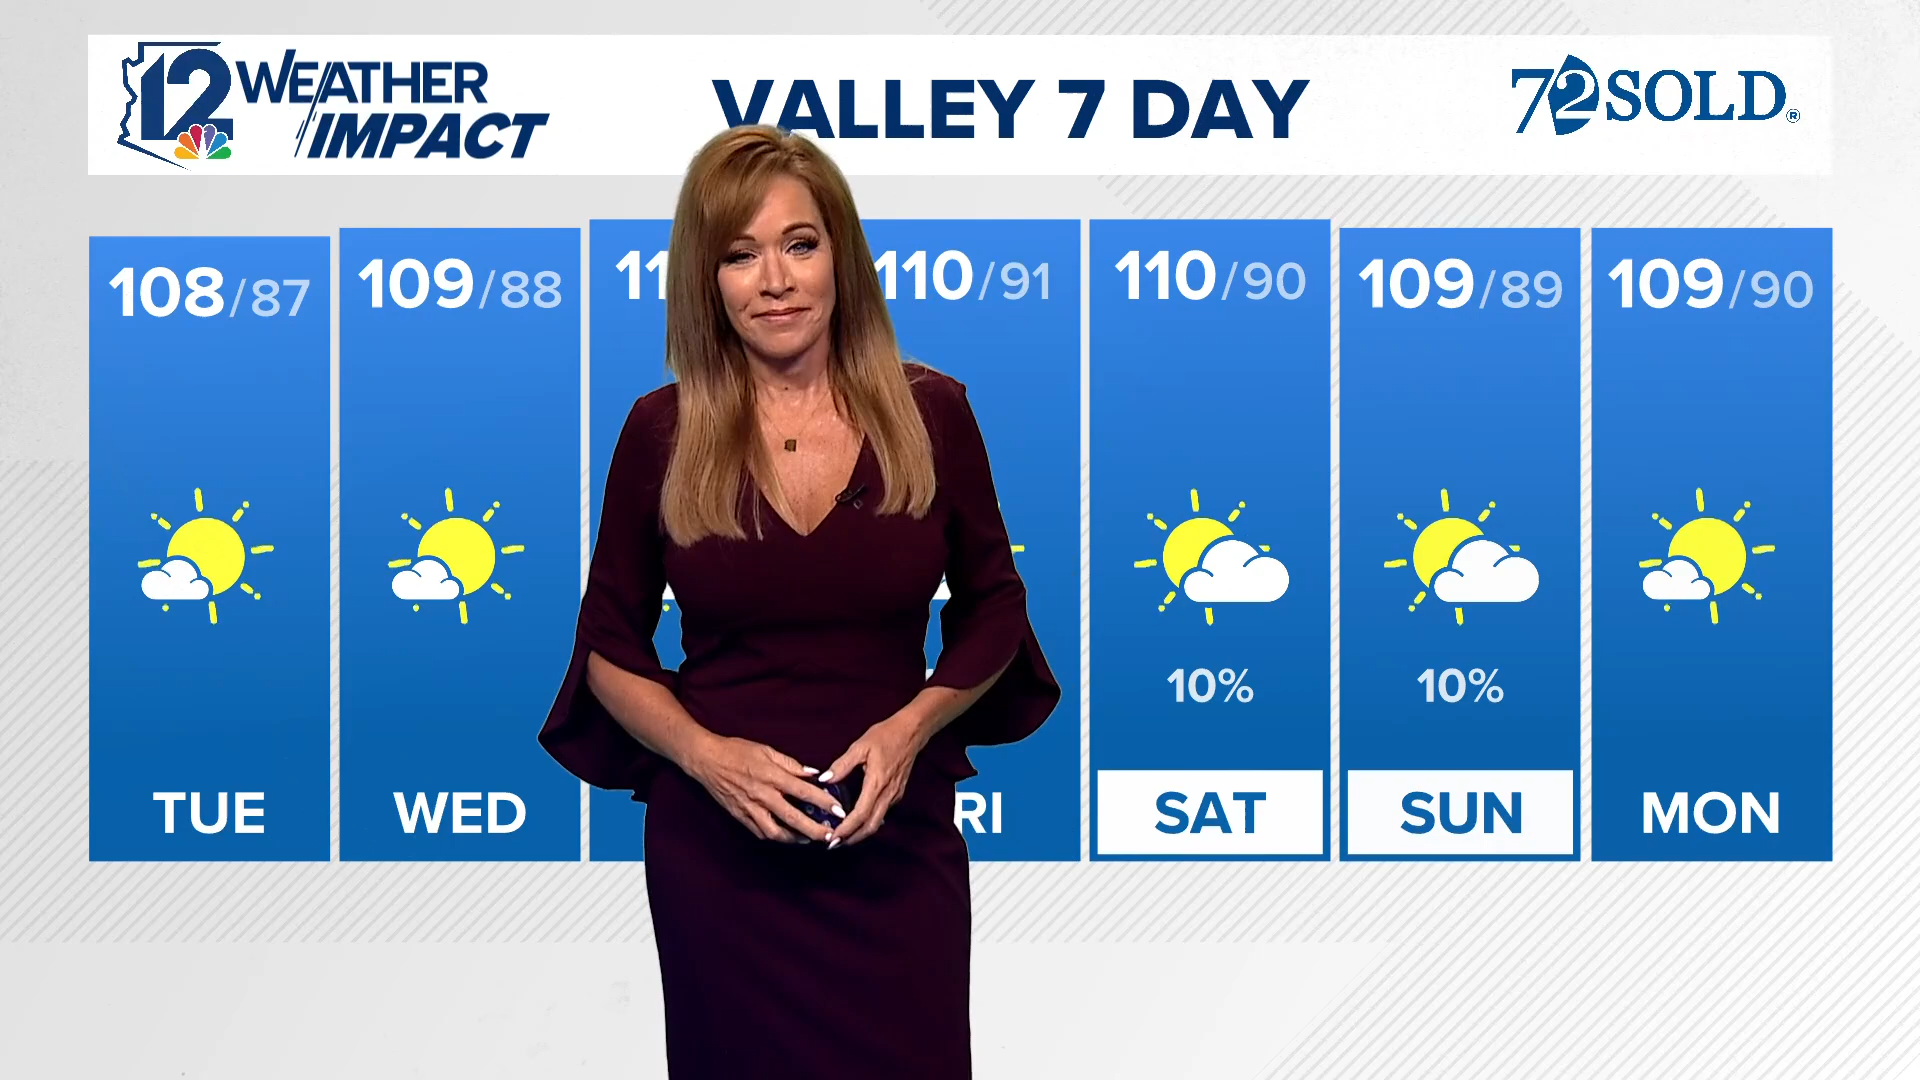 12 WEATHER IMPACT
VALLEY 7 DAY
72SOLD®
108/87
109/88
110/91
110/90
109/89
109/90
10%
10%
TUE
WED
SAT
SUN
MON